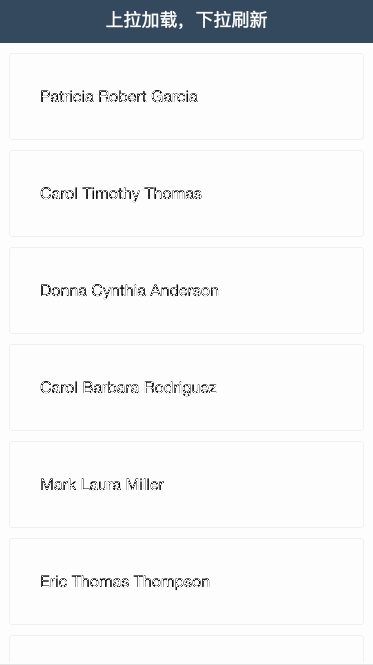 上拉加载，下拉刷新
Patricia Robert Garcia
Carol Timothy Thomas
Donna Cynthia Anderson
Carol Barbara Rodriguez
Mark Laura Miller
Eric Thomas Thompson